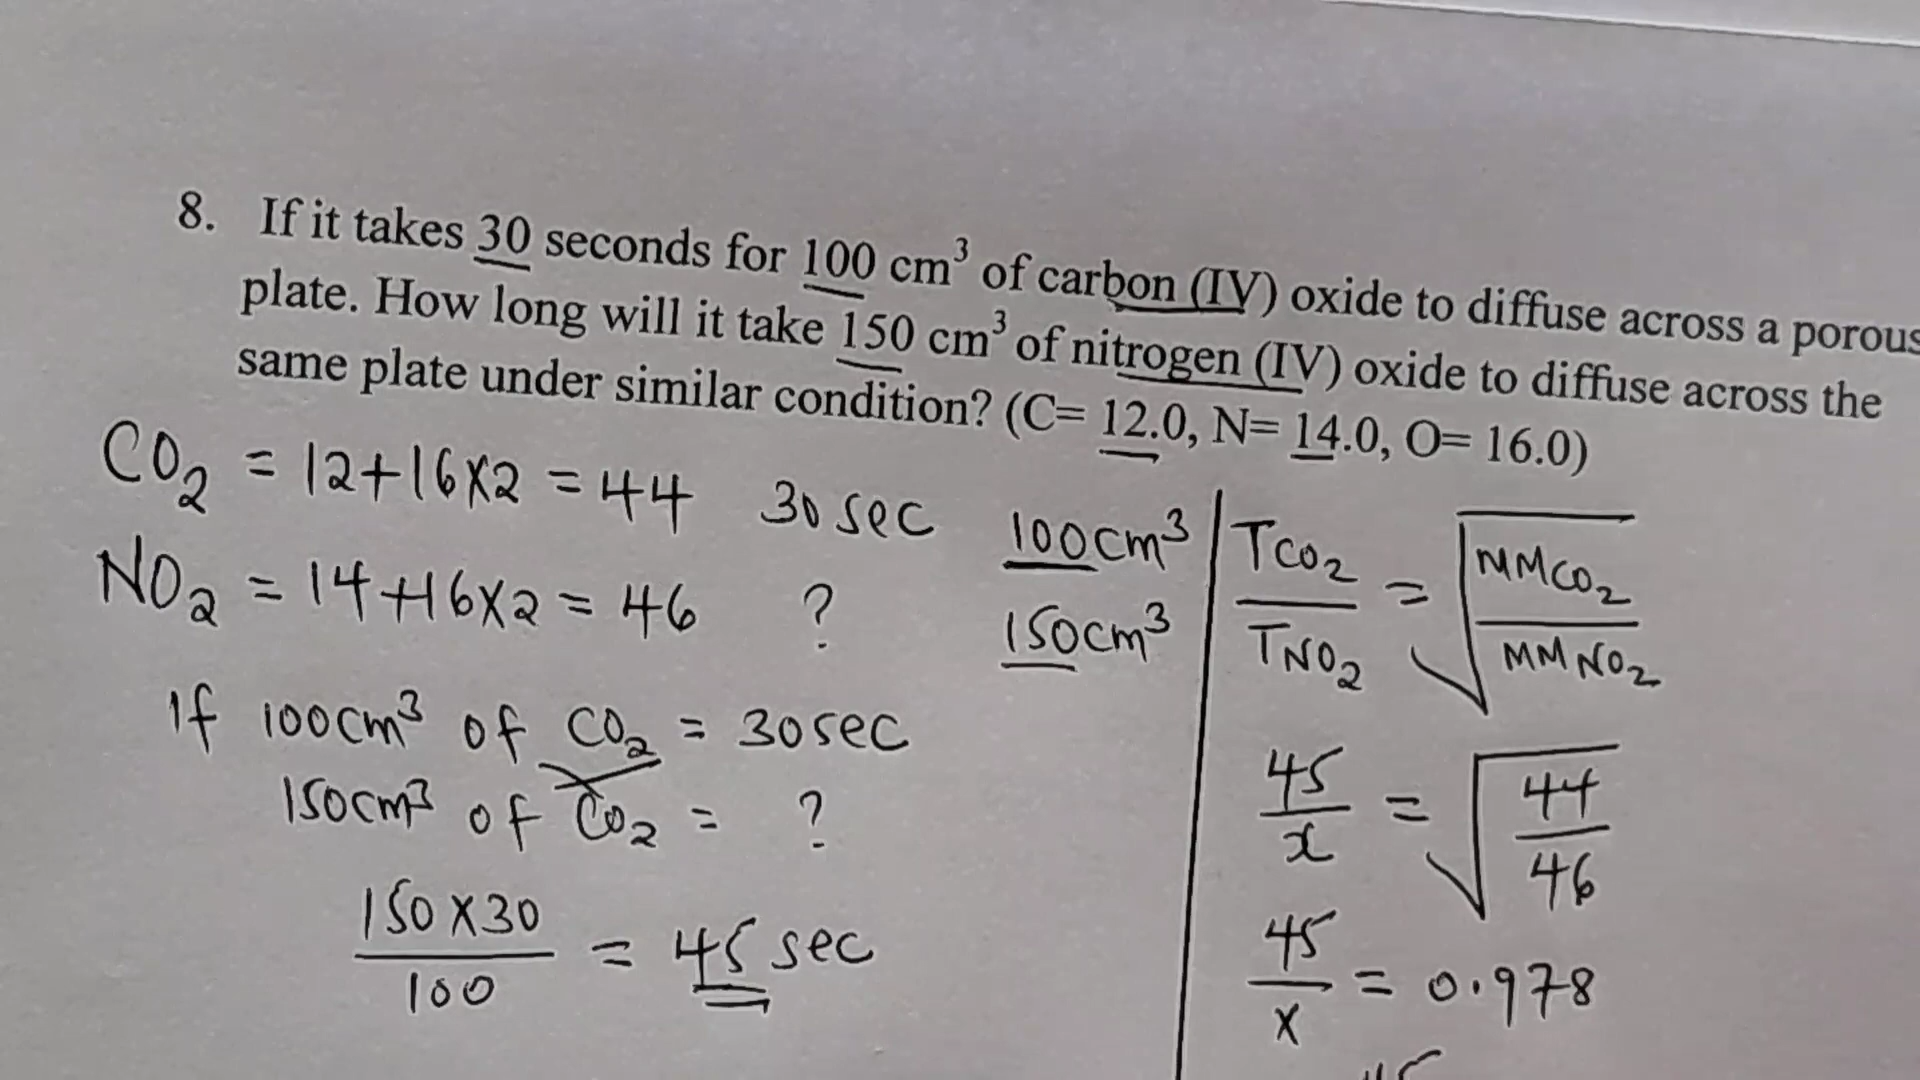 8. If it takes 30 seconds for 100 cm³ of carbon (IV) oxide to diffuse across a porous
plate. How long will it take 150 cm³ of nitrogen (IV) oxide to diffuse across the
same plate under similar condition? (C= 12.0, N= 14.0, O= 16.0)
CO₂ = 12+16X2 = 44 30 sec 100cm³
NO₂ = 14+16X2 = 46 ? 150cm³
If 100cm³ of CO₂ = 30sec
150cm³ of CO₂ = ?
150 X 30
100
= 45 sec
TCO₂
TNO₂
=
√
MMCO₂
MMNO₂
45
x
=
√
44
46
45
x
= 0.978